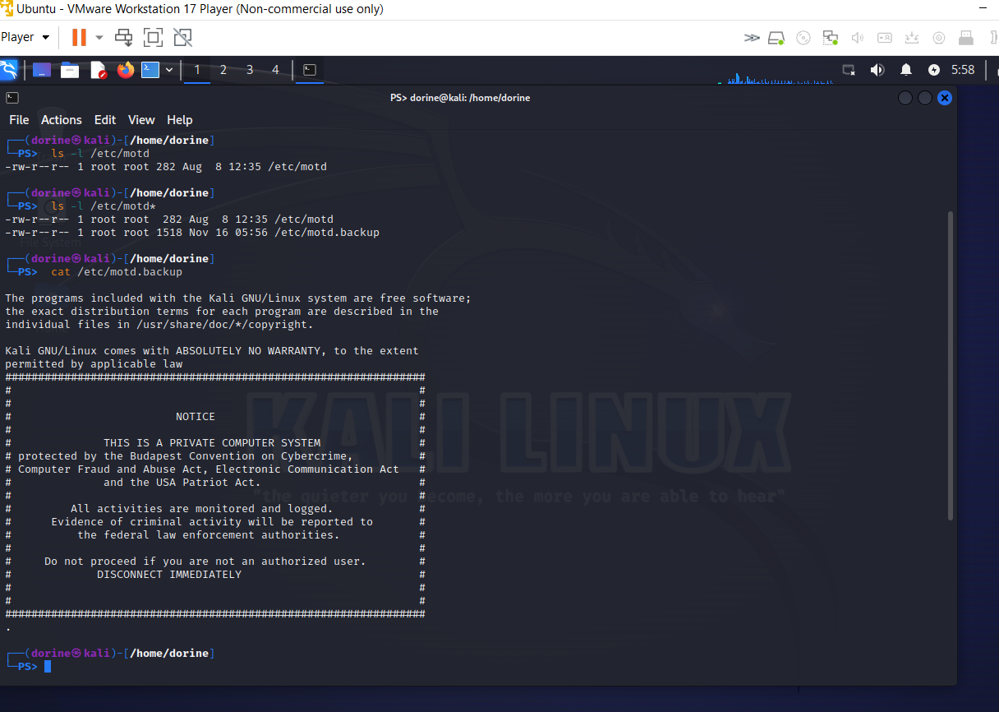 Ubuntu - VMware Workstation 17 Player (Non-commercial use only)
Player
1 2 3 4
5:58
PS> dorine@kali: /home/dorine
File Actions Edit View Help
┌──(dorine㉿kali)-[/home/dorine]
└─PS> ls -l /etc/motd
-rw-r--r-- 1 root root 282 Aug  8 12:35 /etc/motd
┌──(dorine㉿kali)-[/home/dorine]
└─PS> ls -l /etc/motd*
-rw-r--r-- 1 root root  282 Aug  8 12:35 /etc/motd
-rw-r--r-- 1 root root 1518 Nov 16 05:56 /etc/motd.backup
File System
┌──(dorine㉿kali)-[/home/dorine]
└─PS> cat /etc/motd.backup
The programs included with the Kali GNU/Linux system are free software;
the exact distribution terms for each program are described in the
individual files in /usr/share/doc/*/copyright.
Kali GNU/Linux comes with ABSOLUTELY NO WARRANTY, to the extent
permitted by applicable law
################################################################
#                                                              #
#                                                              #
#                         NOTICE                               #
#                                                              #
#              THIS IS A PRIVATE COMPUTER SYSTEM               #
# protected by the Budapest Convention on Cybercrime,          #
# Computer Fraud and Abuse Act, Electronic Communication Act   #
#              and the USA Patriot Act.                        #
#                                                              #
#         All activities are monitored and logged.             #
#      Evidence of criminal activity will be reported to       #
#          the federal law enforcement authorities.            #
#                                                              #
#     Do not proceed if you are not an authorized user.        #
#             DISCONNECT IMMEDIATELY                           #
#                                                              #
#                                                              #
################################################################
.
KALI LINUX
"the quieter you become, the more you are able to hear"
┌──(dorine㉿kali)-[/home/dorine]
└─PS>